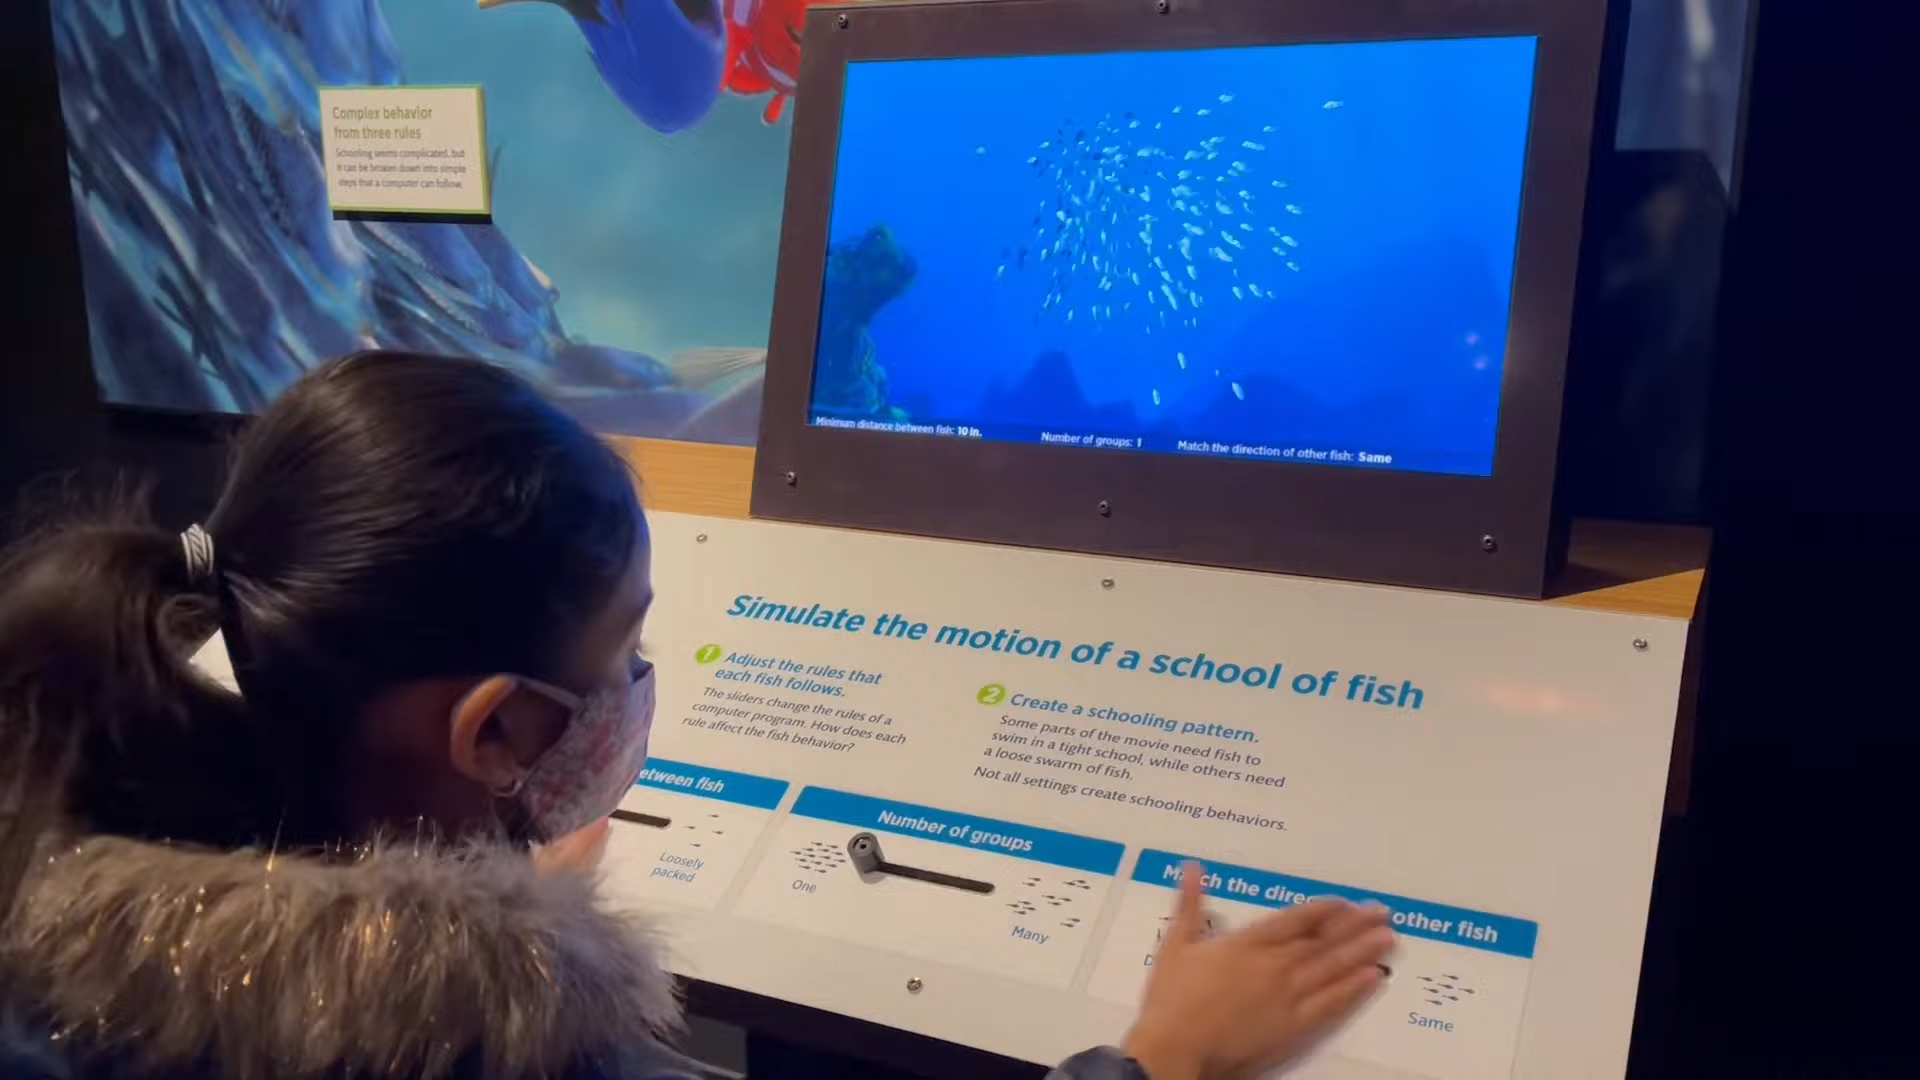 Complex behavior
from three rules
Schooling seems complicated, but
it can be broken down into simple
steps that a computer can follow.
Minimum distance between fish: 10 in.
Number of groups: 1
Match the direction of other fish: Same
Simulate the motion of a school of fish
1 Adjust the rules that
each fish follows.
The sliders change the rules of a
computer program. How does each
rule affect the fish behavior?
2 Create a schooling pattern.
Some parts of the movie need fish to
swim in a tight school, while others need
a loose swarm of fish.
Not all settings create schooling behaviors.
etween fish
Loosely
packed
Number of groups
One
Many
the other fish
Same